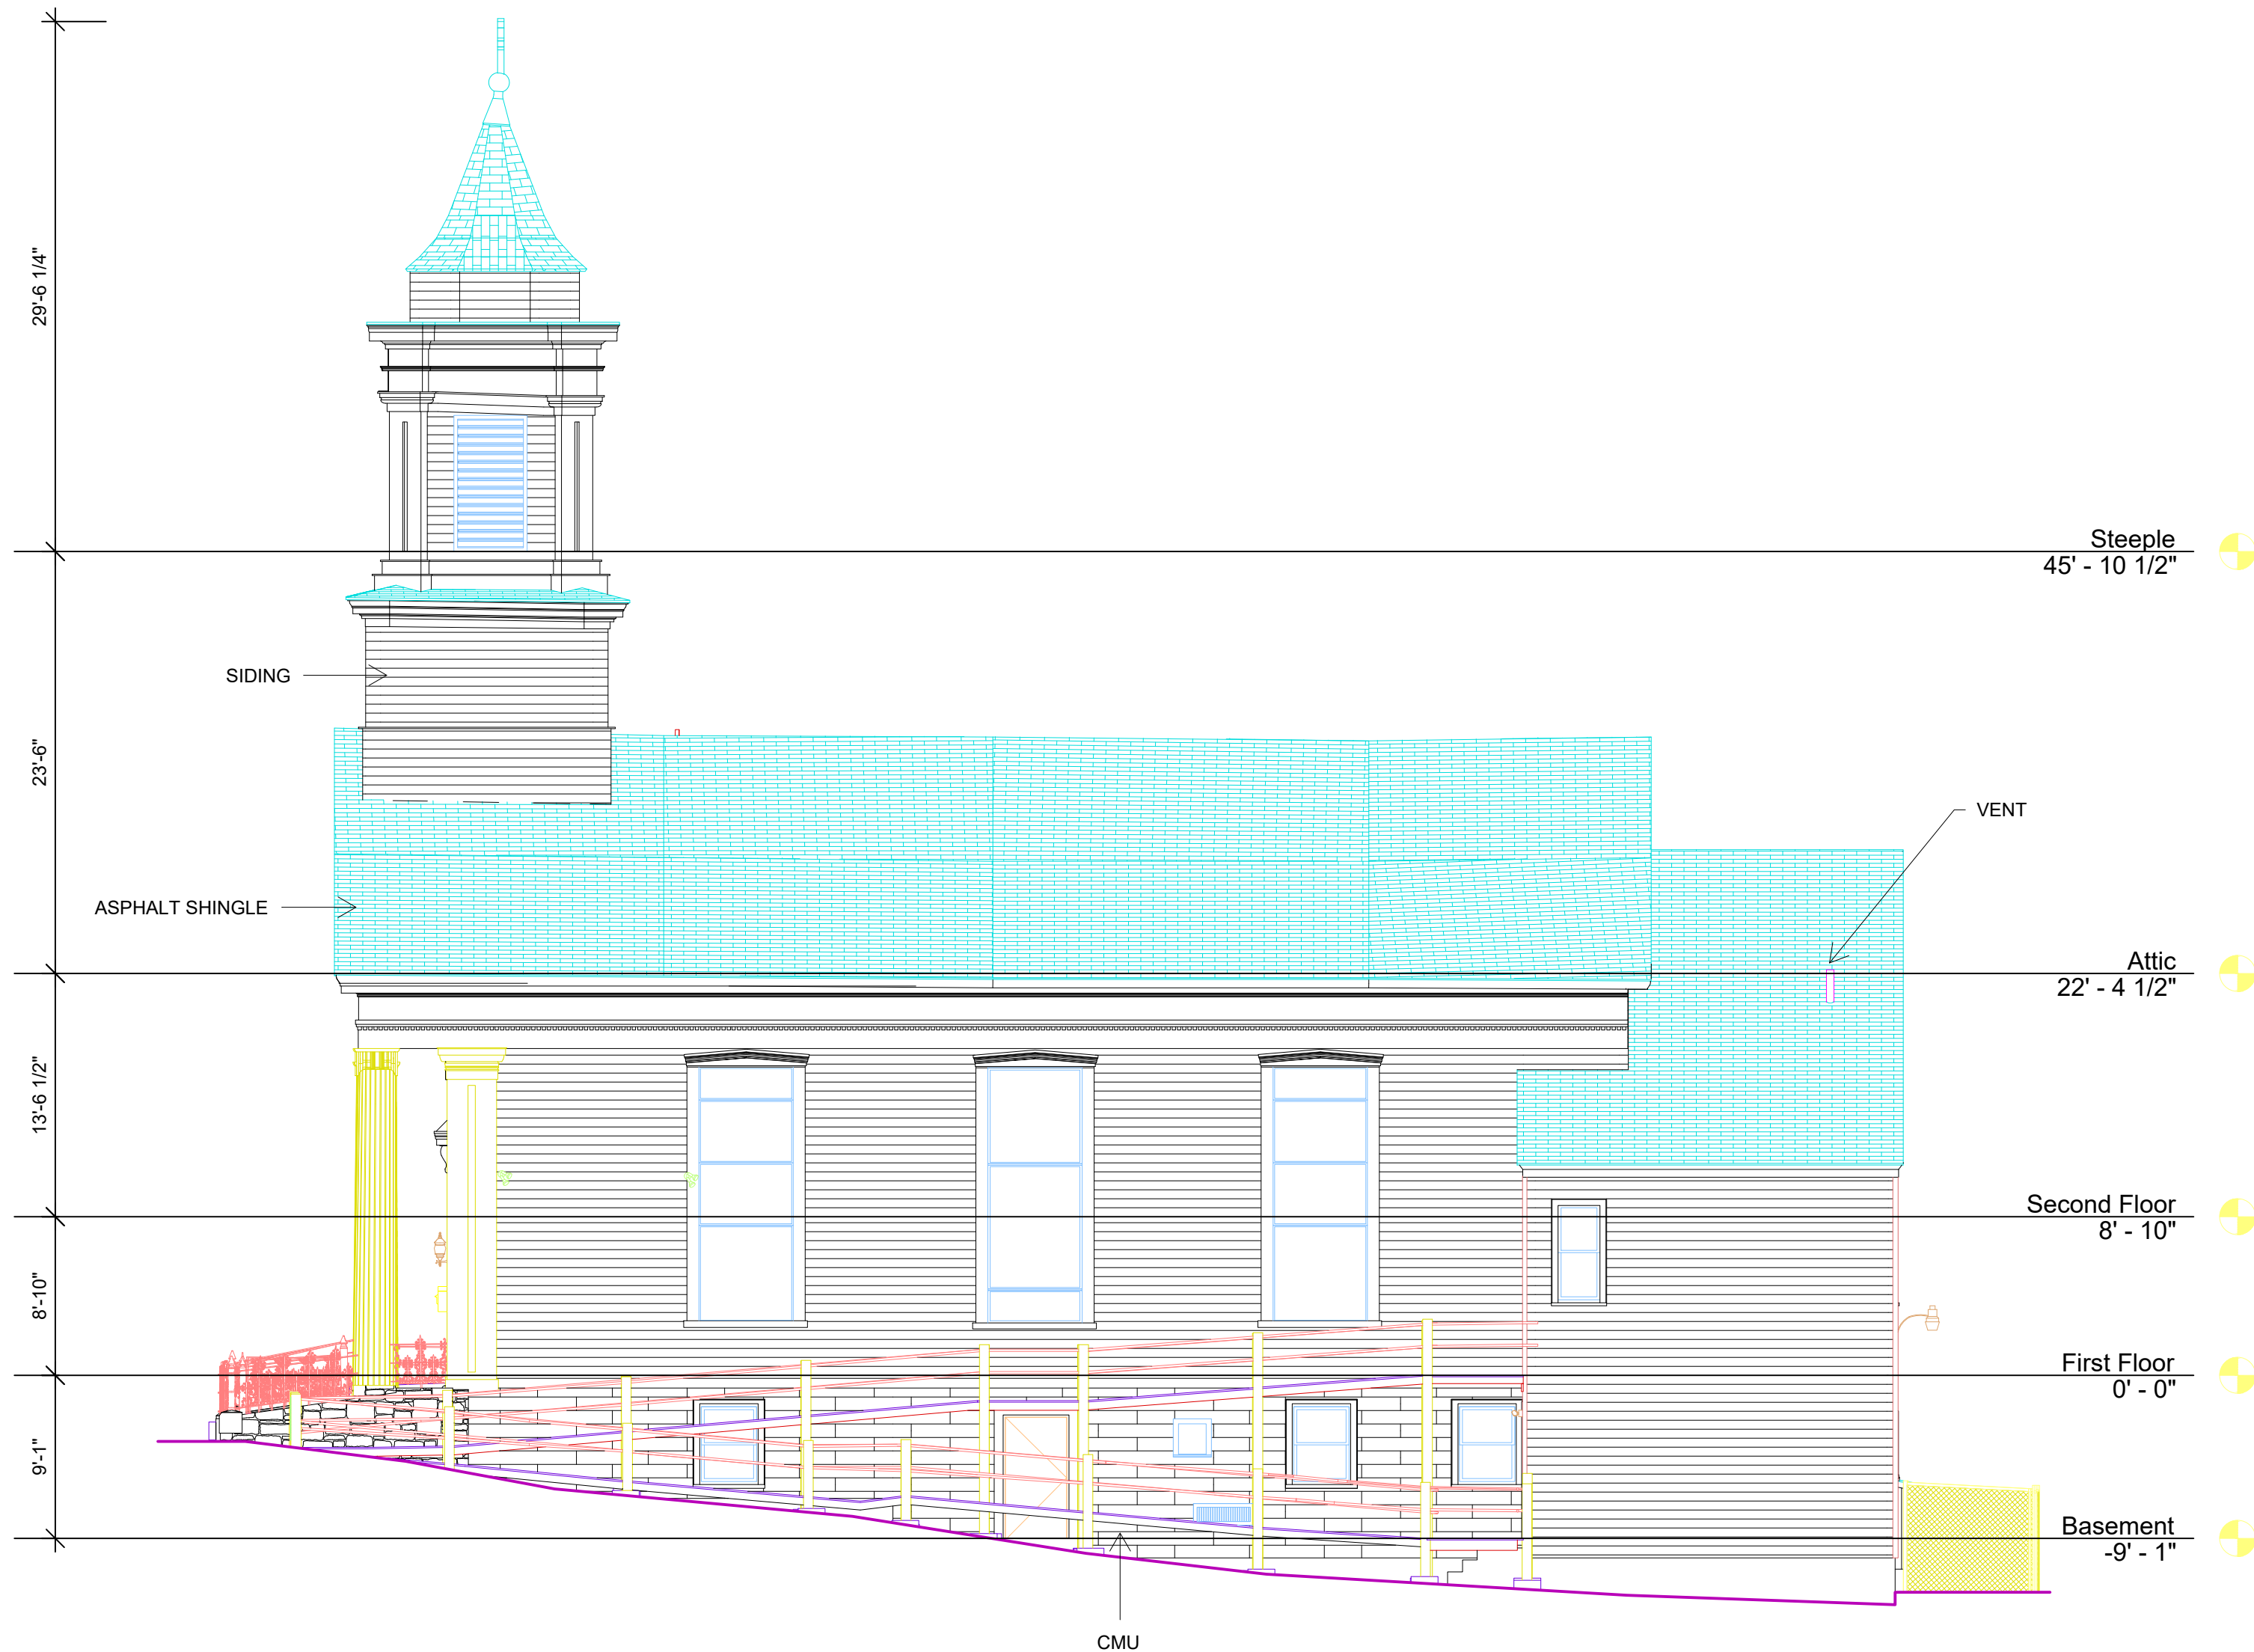 29'-6 1/4"
Steeple
45' - 10 1/2"
SIDING
23'-6"
VENT
ASPHALT SHINGLE
Attic
22' - 4 1/2"
13'-6 1/2"
Second Floor
8' - 10"
8'-10"
First Floor
0' - 0"
9'-1"
Basement
-9' - 1"
CMU